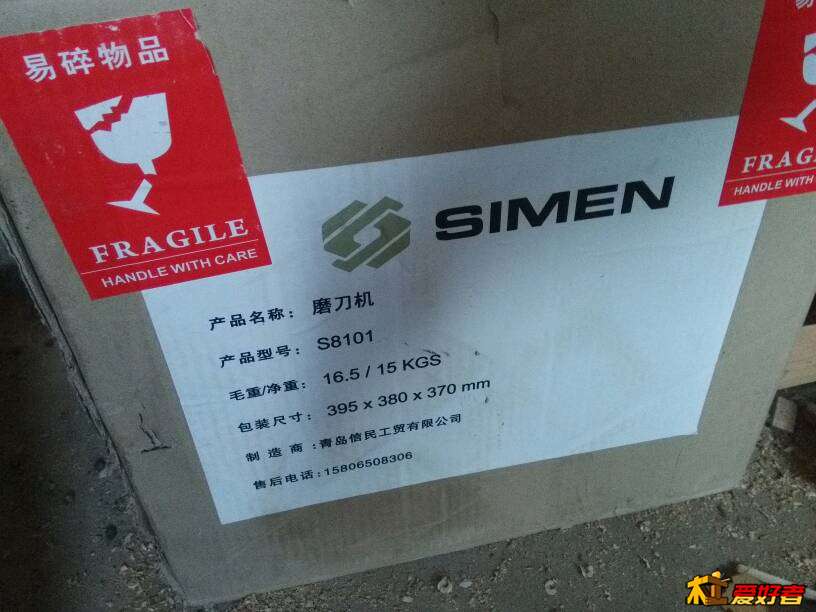 易碎物品
FRAGILE
HANDLE WITH CARE
FRAG
HANDLE WITH
SIMEN
产品名称：磨刀机
产品型号：S8101
毛重/净重：16.5 / 15 KGS
包装尺寸：395 x 380 x 370 mm
制 造 商：青岛信民工贸有限公司
售后电话：15806508306
爱好者